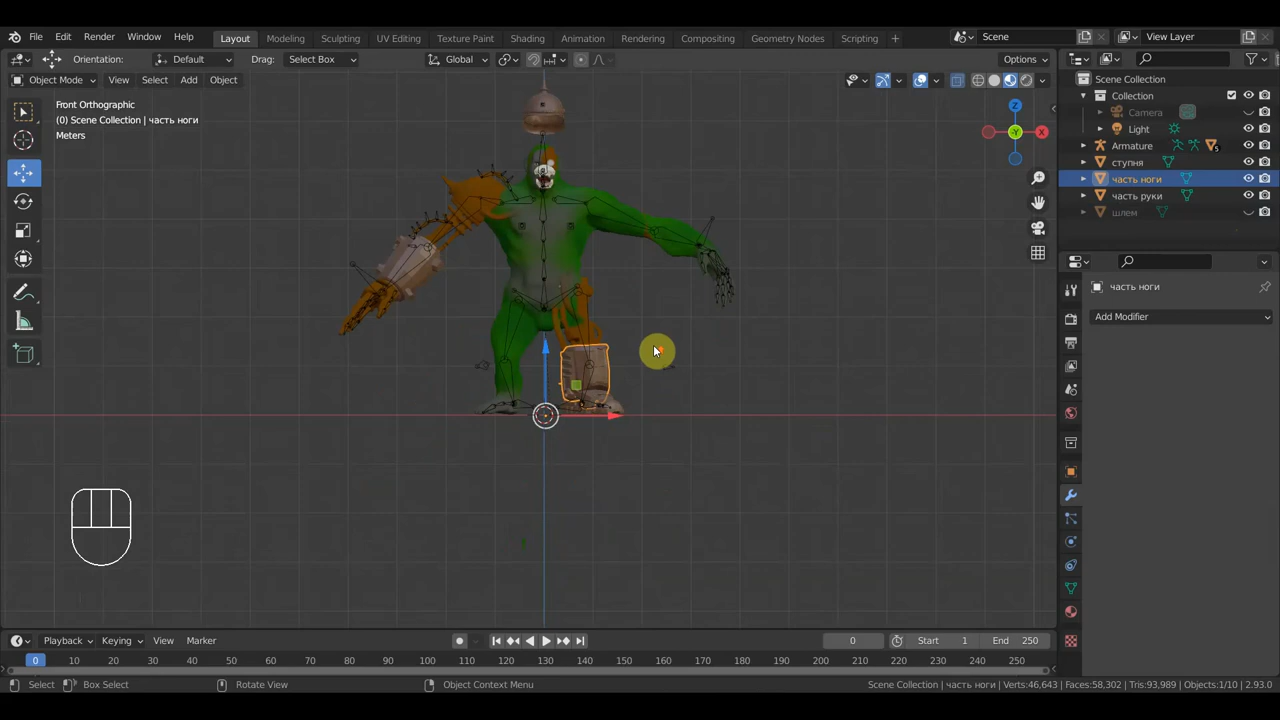 File Edit Render Window Help Layout Modeling Sculpting UV Editing Texture Paint Shading Animation Rendering Compositing Geometry Nodes Scripting + Scene View Layer
Orientation: Default Drag: Select Box Global Options
Object Mode View Select Add Object
Scene Collection
Collection
Camera
Light
Armature 5
ступня
часть ноги
часть руки
шлем
Front Orthographic
(0) Scene Collection | часть ноги
Meters
Z
X
-Y
часть ноги
Add Modifier
Playback Keying View Marker 0 Start 1 End 250
0 10 20 30 40 50 60 70 80 90 100 110 120 130 140 150 160 170 180 190 200 210 220 230 240 250
Select Box Select Rotate View Object Context Menu Scene Collection | часть ноги | Verts:46,643 | Faces:58,302 | Tris:93,989 | Objects:1/10 | 2.93.0